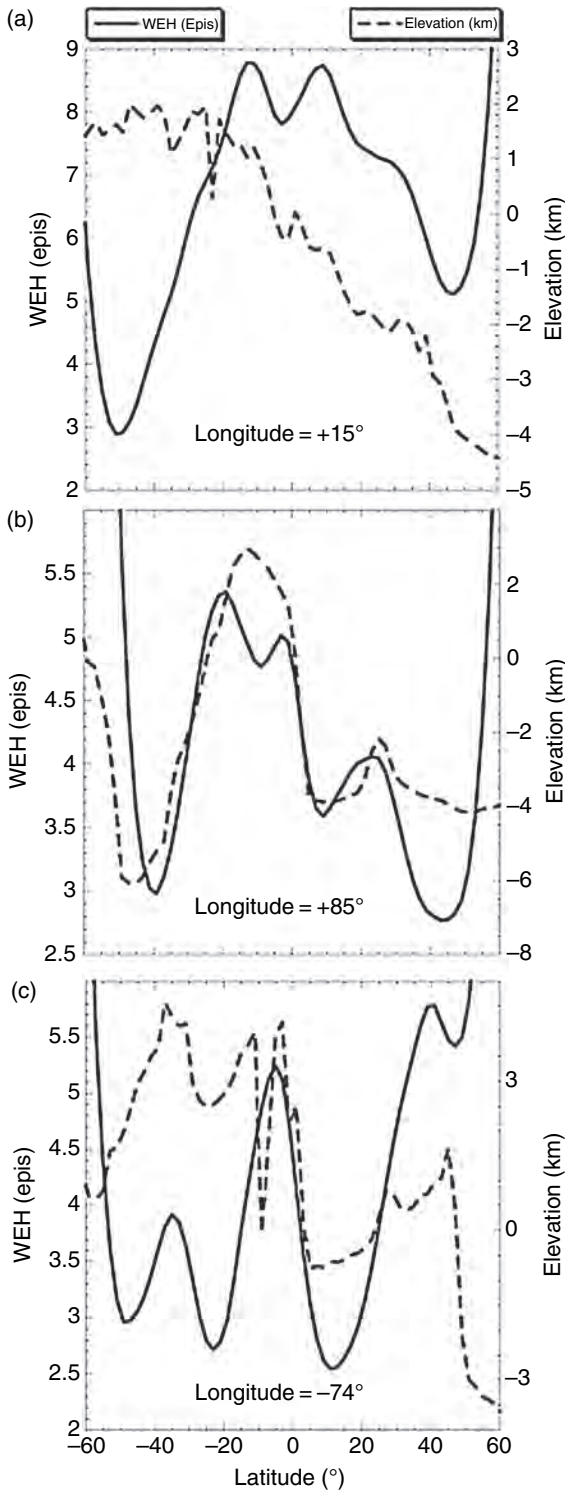 (a)
WEH (Epis)
Elevation (km)
9
8
7
6
5
4
3
2
WEH (epis)
3
2
1
0
−1
−2
−3
−4
−5
Elevation (km)
Longitude = +15°
(b)
5.5
5
4.5
4
3.5
3
2.5
WEH (epis)
2
0
−2
−4
−6
−8
Elevation (km)
Longitude = +85°
(c)
5.5
5
4.5
4
3.5
3
2.5
2
WEH (epis)
3
0
−3
Elevation (km)
Longitude = −74°
−60 −40 −20 0 20 40 60
Latitude (°)